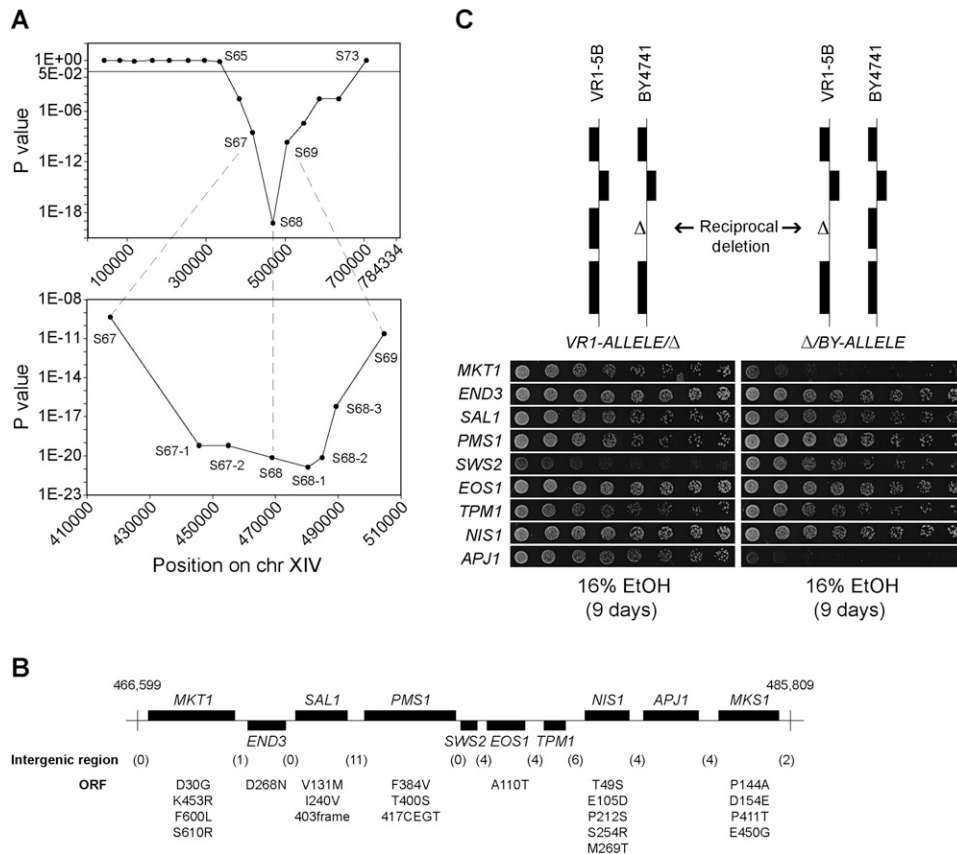 A
P value
1E+00
5E-02
1E-06
1E-12
1E-18
S65
S73
S67
S69
S68
100000
300000
500000
700000
784334
P value
1E-08
1E-11
1E-14
1E-17
1E-20
1E-23
S67
S69
S68-3
S67-1
S67-2
S68
S68-1
S68-2
410000
430000
450000
470000
490000
510000
Position on chr XIV
C
VR1-5B
BY4741
VR1-5B
BY4741
Δ
← Reciprocal →
deletion
Δ
VR1-ALLELE/Δ
Δ/BY-ALLELE
MKT1
END3
SAL1
PMS1
SWS2
EOS1
TPM1
NIS1
APJ1
16% EtOH
(9 days)
16% EtOH
(9 days)
B
466,599
485,809
MKT1
SAL1
PMS1
NIS1
APJ1
MKS1
END3
SWS2
EOS1
TPM1
Intergenic region (0) (1) (0) (11) (0) (4) (4) (6) (4) (4) (2)
ORF D30G D268N V131M F384V A110T T49S P144A
K453R I240V T400S E105D D154E
F600L 403frame 417CEGT P212S P411T
S610R S254R E450G
M269T